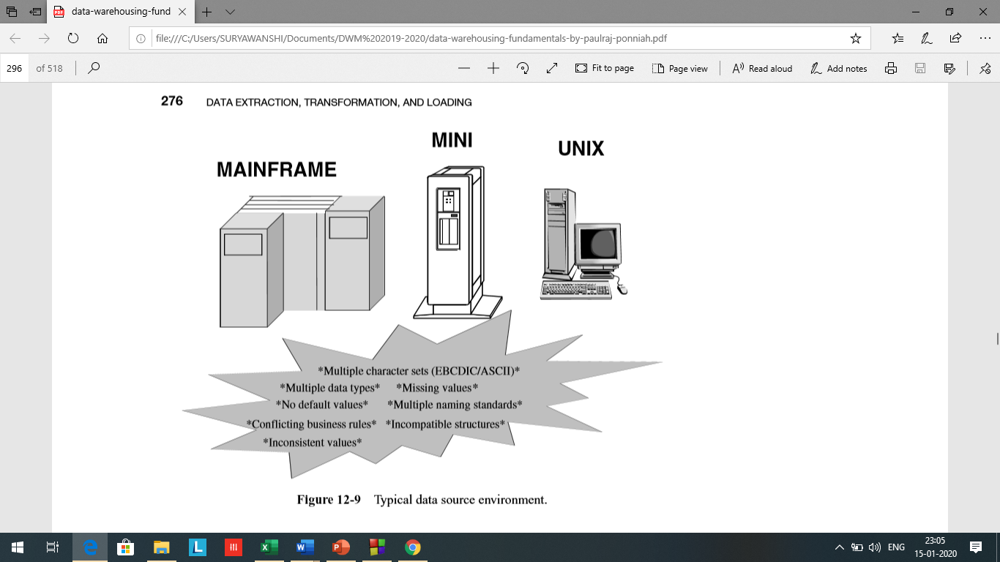 data-warehousing-fund
file:///C:/Users/SURYAWANSHI/Documents/DWM%202019-2020/data-warehousing-fundamentals-by-paulraj-ponniah.pdf
296 of 518 Fit to page Page view Read aloud Add notes
276 DATA EXTRACTION, TRANSFORMATION, AND LOADING
MINI
UNIX
MAINFRAME
*Multiple character sets (EBCDIC/ASCII)*
*Multiple data types* *Missing values*
*No default values* *Multiple naming standards*
*Conflicting business rules* *Incompatible structures*
*Inconsistent values*
Figure 12-9 Typical data source environment.
ENG
23:05
15-01-2020